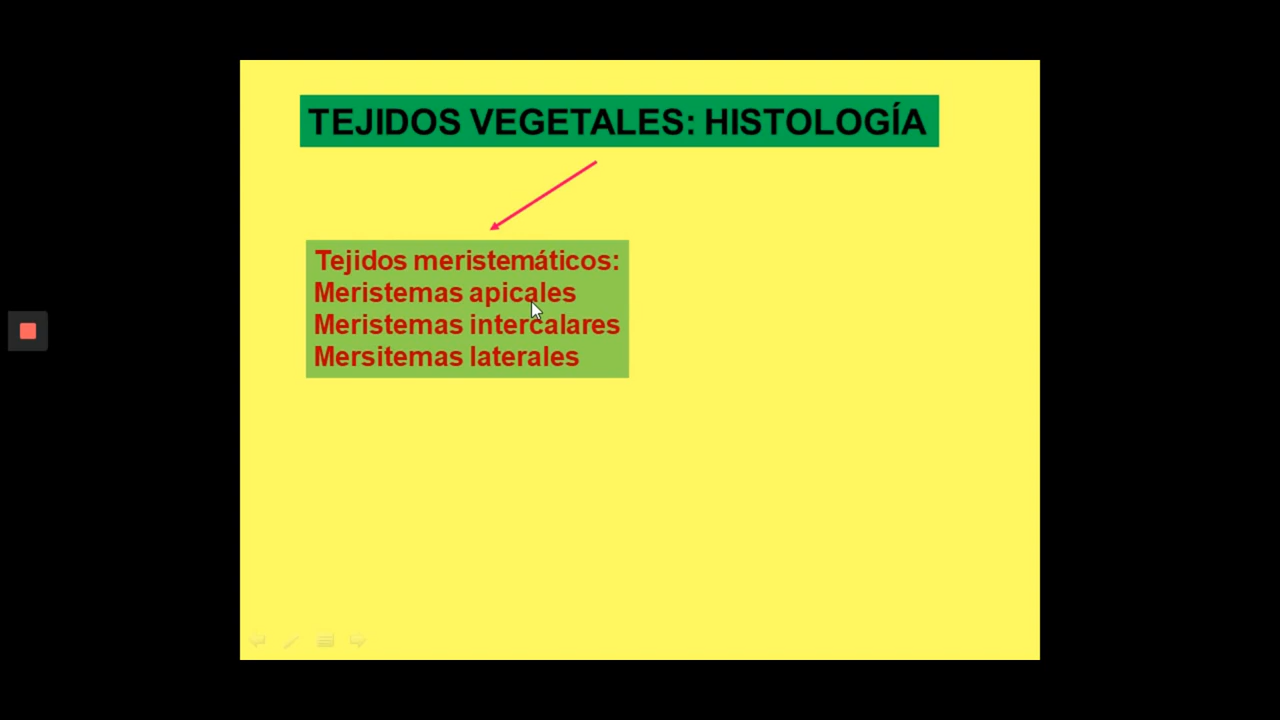 TEJIDOS VEGETALES: HISTOLOGÍA
Tejidos meristemáticos:
Meristemas apicales
Meristemas intercalares
Mersitemas laterales